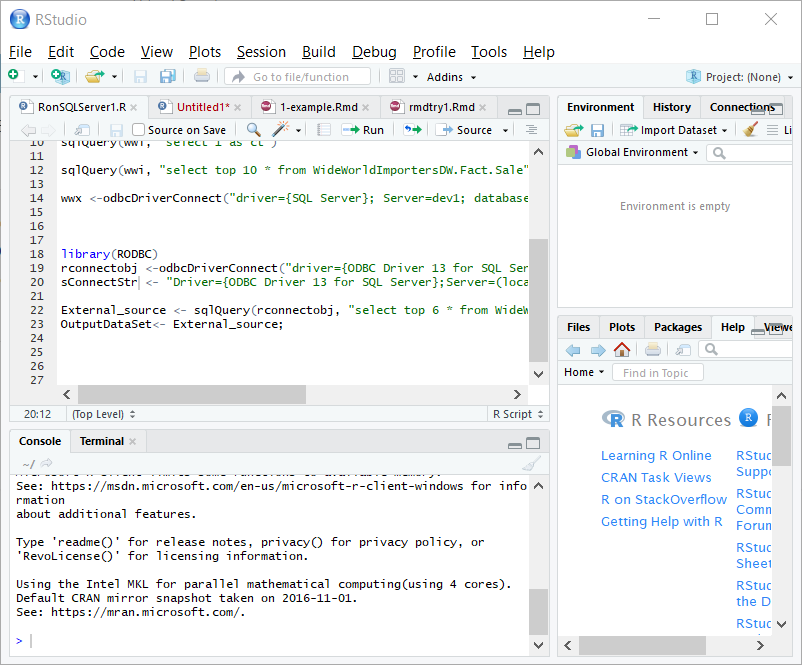 RStudio
File Edit Code View Plots Session Build Debug Profile Tools Help
Go to file/function Addins Project: (None)
RonSQLServer1.R Untitled1* 1-example.Rmd rmdtry1.Rmd
Source on Save Run Source
10 sqlQuery(wwi, "select 1 as ct")
11
12 sqlQuery(wwi, "select top 10 * from WideWorldImportersDW.Fact.Sale"
13
14 wwx <-odbcDriverConnect("driver={SQL Server}; Server=dev1; database
15
16
17
18 library(RODBC)
19 rconnectobj <-odbcDriverConnect("driver={ODBC Driver 13 for SQL Ser
20 sConnectStr <- "Driver={ODBC Driver 13 for SQL Server};Server=(loca
21
22 External_source <- sqlQuery(rconnectobj, "select top 6 * from WideW
23 OutputDataSet<- External_source;
24
25
26
27
20:12 (Top Level) R Script
Console Terminal
~/
See: https://msdn.microsoft.com/en-us/microsoft-r-client-windows for info
rmation
about additional features.
Type 'readme()' for release notes, privacy() for privacy policy, or
'RevoLicense()' for licensing information.
Using the Intel MKL for parallel mathematical computing(using 4 cores).
Default CRAN mirror snapshot taken on 2016-11-01.
See: https://mran.microsoft.com/.
>
Environment History Connections
Import Dataset Li
Global Environment
Environment is empty
Files Plots Packages Help Viewe
Home Find in Topic
R Resources R
Learning R Online
CRAN Task Views
R on StackOverflow
Getting Help with R
RStud
Suppo
RStud
Comm
Forum
RStud
Sheet
RStud
the D
RStud